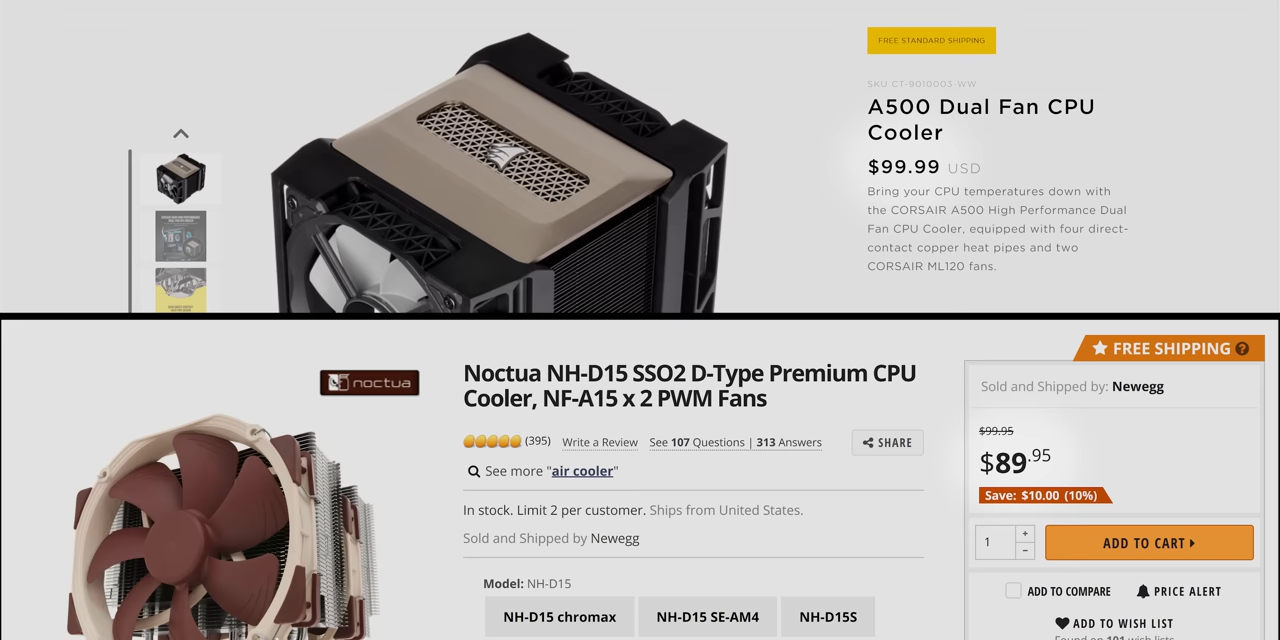 FREE STANDARD SHIPPING
SKU CT-9010003-WW
A500 Dual Fan CPU
Cooler
$99.99 USD
Bring your CPU temperatures down with
the CORSAIR A500 High Performance Dual
Fan CPU Cooler, equipped with four direct-
contact copper heat pipes and two
CORSAIR ML120 fans.
noctua
Noctua NH-D15 SSO2 D-Type Premium CPU
Cooler, NF-A15 x 2 PWM Fans
(395) Write a Review See 107 Questions | 313 Answers
SHARE
See more "air cooler"
In stock. Limit 2 per customer. Ships from United States.
Sold and Shipped by Newegg
Model: NH-D15
NH-D15 chromax NH-D15 SE-AM4 NH-D15S
FREE SHIPPING ?
Sold and Shipped by: Newegg
$99.95
$89.95
Save: $10.00 (10%)
1 + −
ADD TO CART
ADD TO COMPARE PRICE ALERT
ADD TO WISH LIST
Found on 101 wish lists